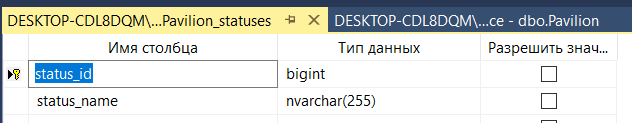 DESKTOP-CDL8DQM\...Pavilion_statuses DESKTOP-CDL8DQM\...ce - dbo.Pavilion
Имя столбца Тип данных Разрешить знач...
status_id bigint
status_name nvarchar(255)